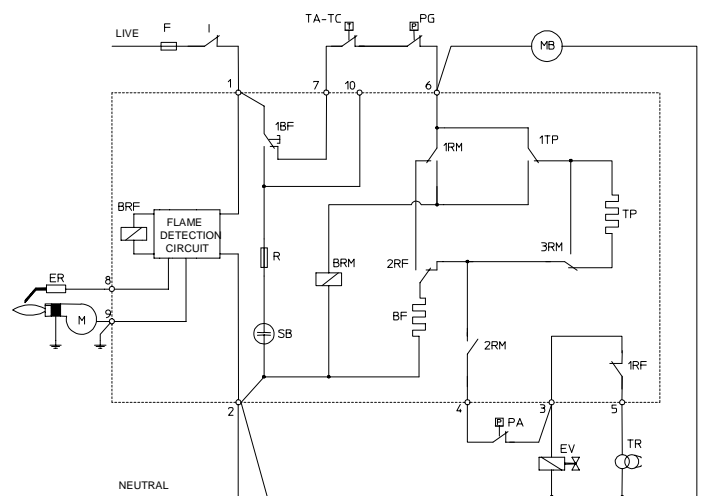 TA-TC
PG
F
I
LIVE
T
P
MB
1
7
10
6
1BF
1RM
1TP
BRF
FLAME
DETECTION
CIRCUIT
TP
R
BRM
2RF
3RM
ER
8
9
M
BF
SB
2RM
1RF
2
4
3
5
P
PA
EV
TR
NEUTRAL